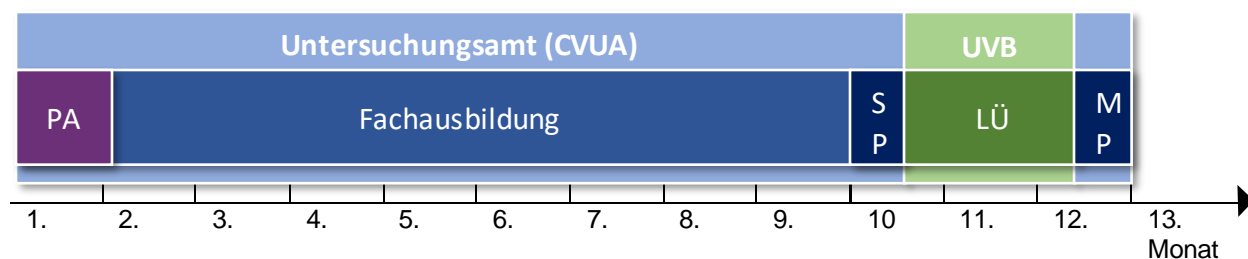 Untersuchungsamt (CVUA) UVB
PA Fachausbildung S P LÜ M P
1. 2. 3. 4. 5. 6. 7. 8. 9. 10 11. 12. 13.
Monat